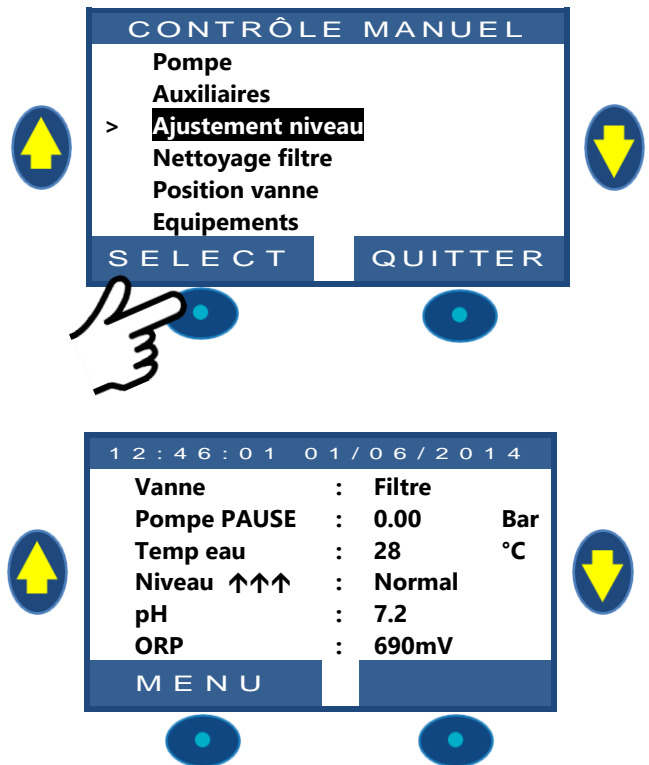 CONTRÔLE MANUEL
Pompe
Auxiliaires
> Ajustement niveau
Nettoyage filtre
Position vanne
Equipements
SELECT QUITTER
12:46:01 01/06/2014
Vanne : Filtre
Pompe PAUSE : 0.00 Bar
Temp eau : 28 °C
Niveau ↑↑↑ : Normal
pH : 7.2
ORP : 690mV
MENU